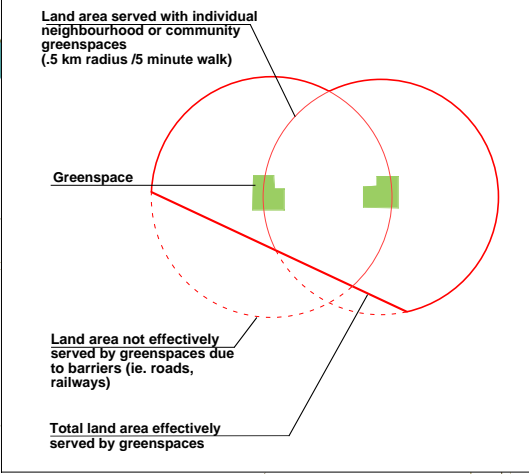 Land area served with individual
neighbourhood or community
greenspaces
(.5 km radius /5 minute walk)
Greenspace
Land area not effectively
served by greenspaces due
to barriers (ie. roads,
railways)
Total land area effectively
served by greenspaces